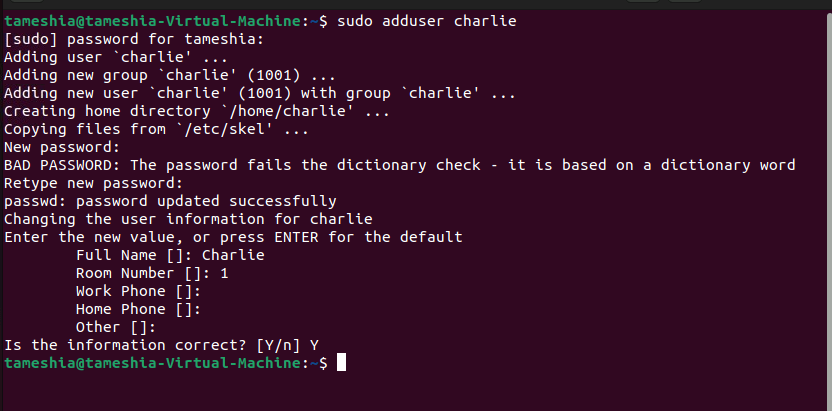 tameshia@tameshia-Virtual-Machine:~$ sudo adduser charlie
[sudo] password for tameshia:
Adding user `charlie' ...
Adding new group `charlie' (1001) ...
Adding new user `charlie' (1001) with group `charlie' ...
Creating home directory `/home/charlie' ...
Copying files from `/etc/skel' ...
New password:
BAD PASSWORD: The password fails the dictionary check - it is based on a dictionary word
Retype new password:
passwd: password updated successfully
Changing the user information for charlie
Enter the new value, or press ENTER for the default
        Full Name []: Charlie
        Room Number []: 1
        Work Phone []:
        Home Phone []:
        Other []:
Is the information correct? [Y/n] Y
tameshia@tameshia-Virtual-Machine:~$